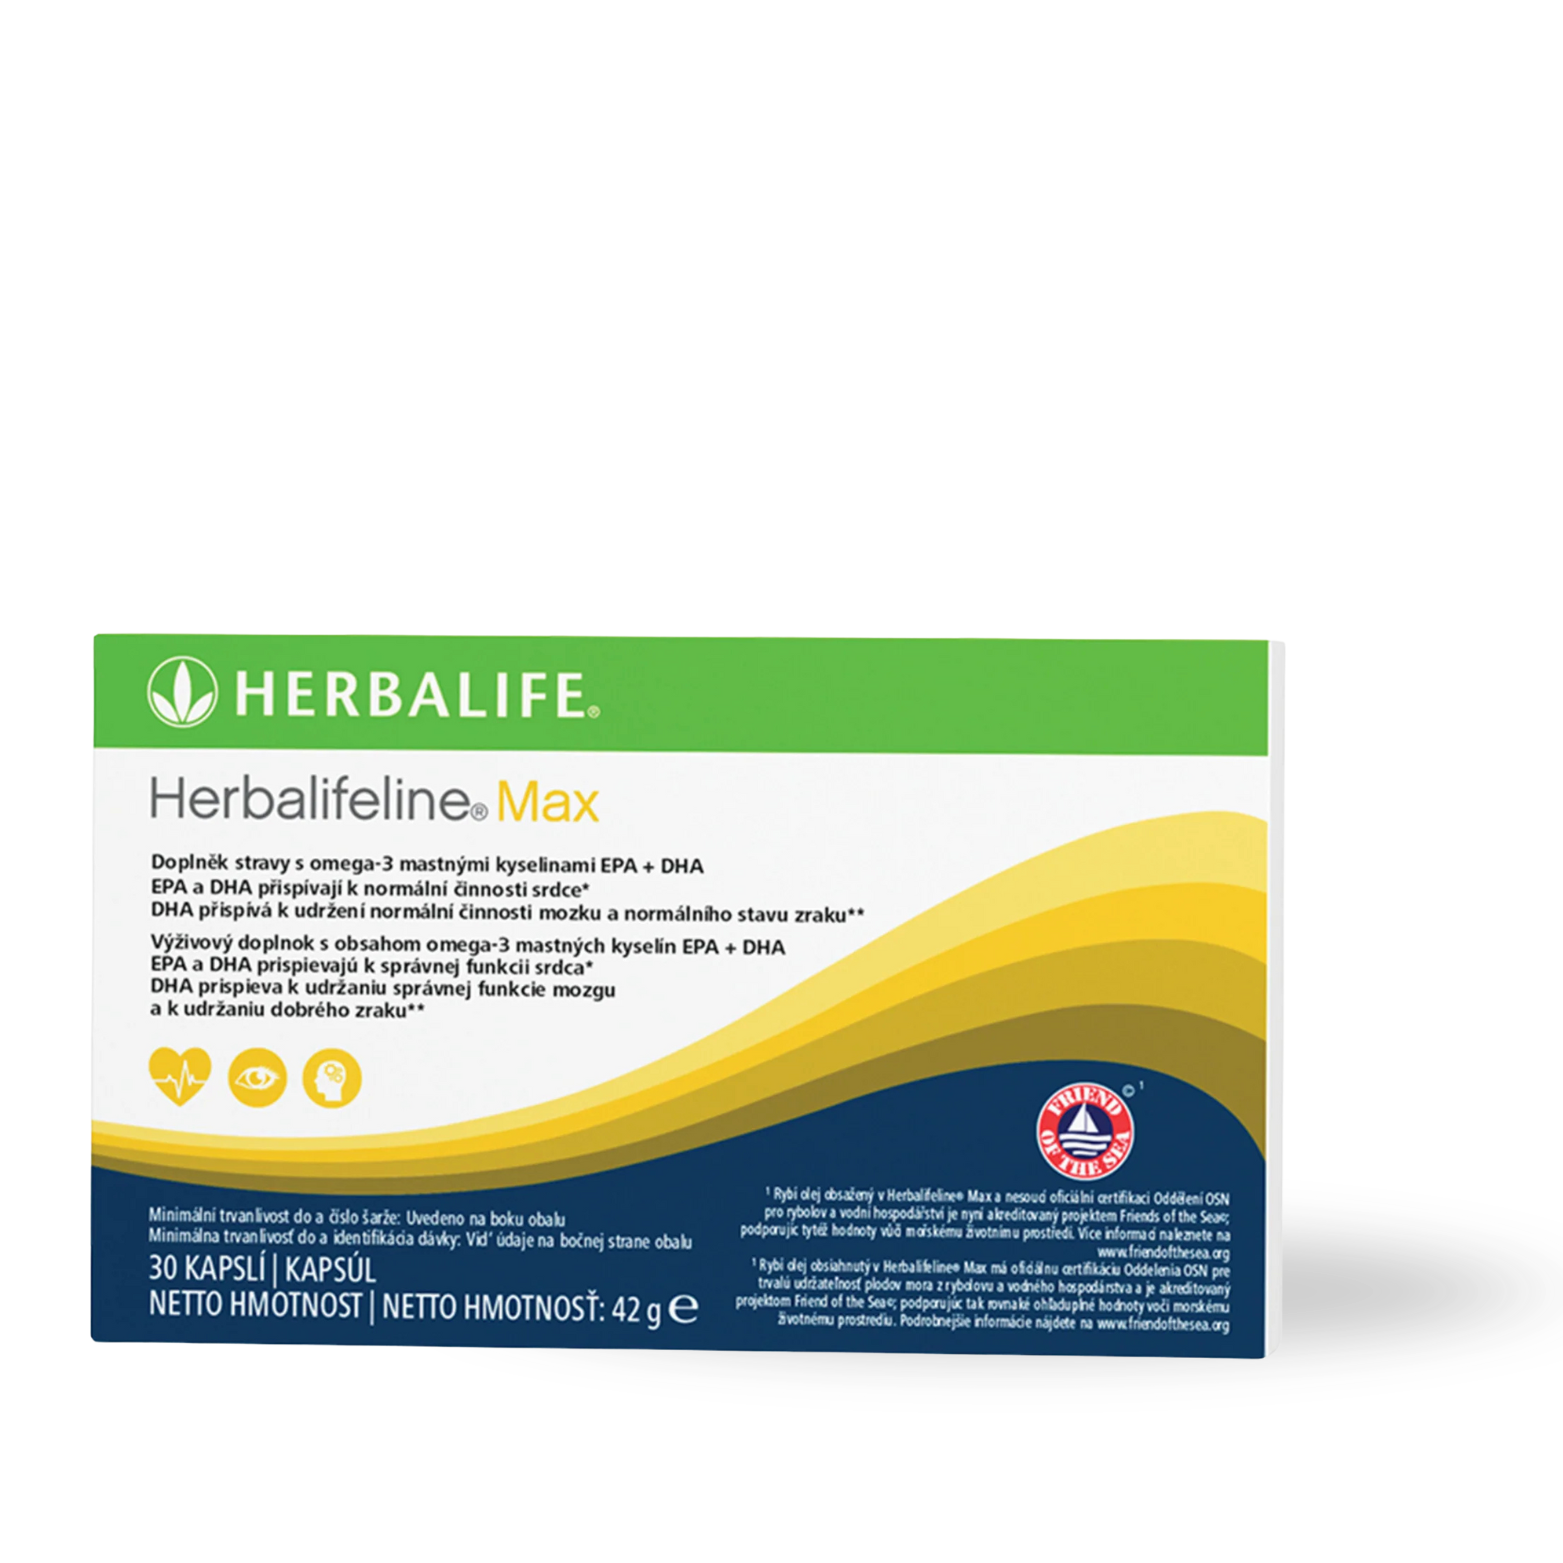 HERBALIFE®
Herbalifeline® Max
Doplněk stravy s omega-3 mastnými kyselinami EPA + DHA
EPA a DHA přispívají k normální činnosti srdce*
DHA přispívá k udržení normální činnosti mozku a normálního stavu zraku**
Výživový doplnok s obsahom omega-3 mastných kyselín EPA + DHA
EPA a DHA prispievajú k správnej funkcii srdca*
DHA prispieva k udržaniu správnej funkcie mozgu
a k udržaniu dobrého zraku**
FRIEND OF THE SEA © 1
Minimální trvanlivost do a číslo šarže: Uvedeno na boku obalu
Minimálna trvanlivosť do a identifikácia dávky: Viď údaje na bočnej strane obalu
30 KAPSLÍ | KAPSÚL
NETTO HMOTNOST | NETTO HMOTNOSŤ: 42 g e
1 Rybí olej obsažený v Herbalifeline® Max a nesoucí oficiální certifikaci Oddělení OSN
pro rybolov a vodní hospodářství je nyní akreditovaný projektem Friends of the Sea©;
podporujíc tytéž hodnoty vůči mořskému životnímu prostředí. Více informací naleznete na
www.friendofthesea.org
1 Rybí olej obsiahnutý v Herbalifeline® Max má oficiálnu certifikáciu Oddelenia OSN pre
trvalú udržateľnosť plodov mora z rybolovu a vodného hospodárstva a je akreditovaný
projektom Friend of the Sea©; podporujúc tak rovnaké ohľaduplné hodnoty voči morskému
životnému prostrediu. Podrobnejšie informácie nájdete na www.friendofthesea.org